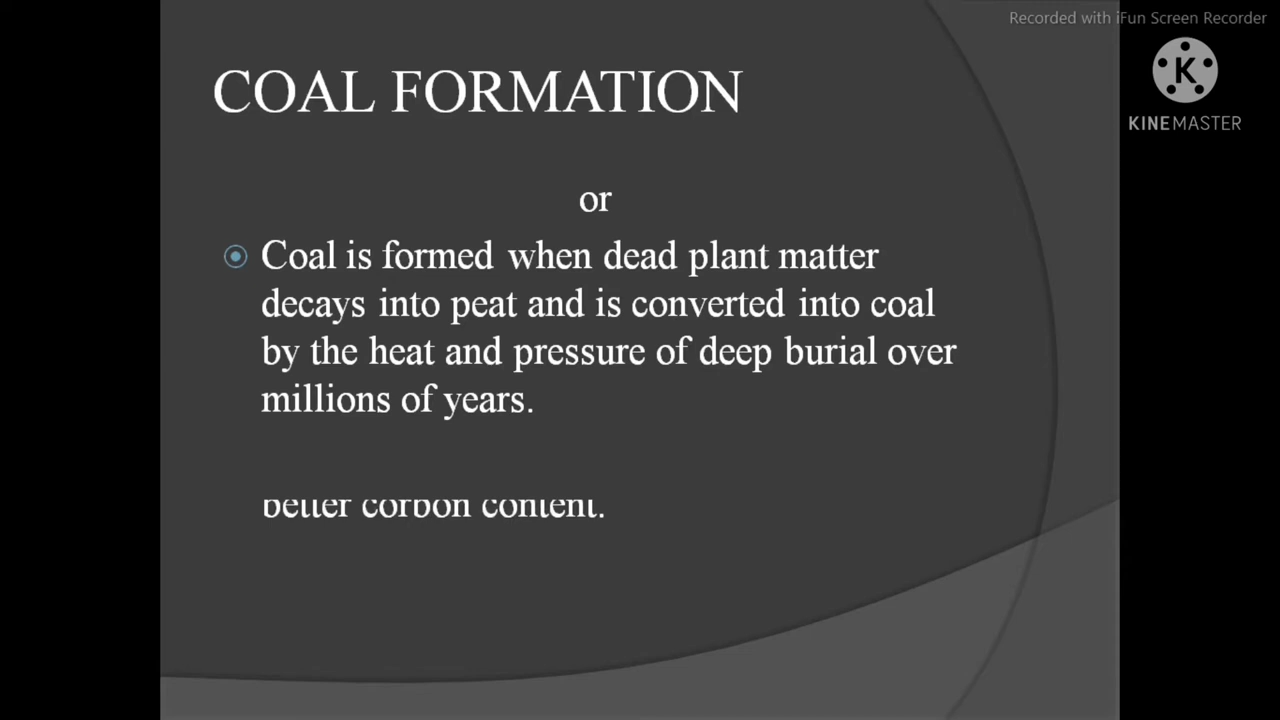 Recorded with iFun Screen Recorder
K
KINEMASTER
COAL FORMATION
or
Coal is formed when dead plant matter
decays into peat and is converted into coal
by the heat and pressure of deep burial over
millions of years.
better corbon content.